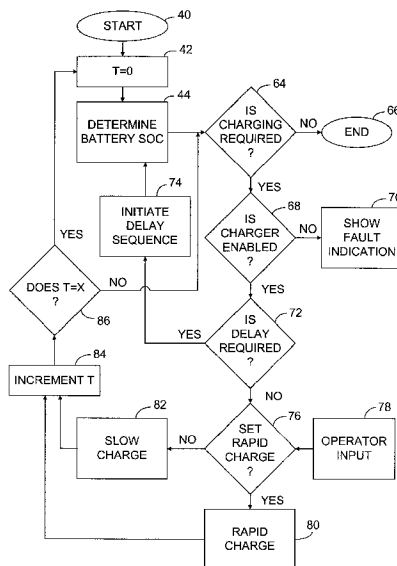 START
40
42
T=0
44
DETERMINE
BATTERY SOC
64
IS
CHARGING
REQUIRED
?
NO
66
END
YES
74
INITIATE
DELAY
SEQUENCE
68
IS
CHARGER
ENABLED
?
NO
70
SHOW
FAULT
INDICATION
YES
YES
DOES T=X
?
NO
86
72
IS
DELAY
REQUIRED
?
YES
NO
84
INCREMENT T
82
SLOW
CHARGE
NO
76
SET
RAPID
CHARGE
?
78
OPERATOR
INPUT
YES
RAPID
CHARGE
80